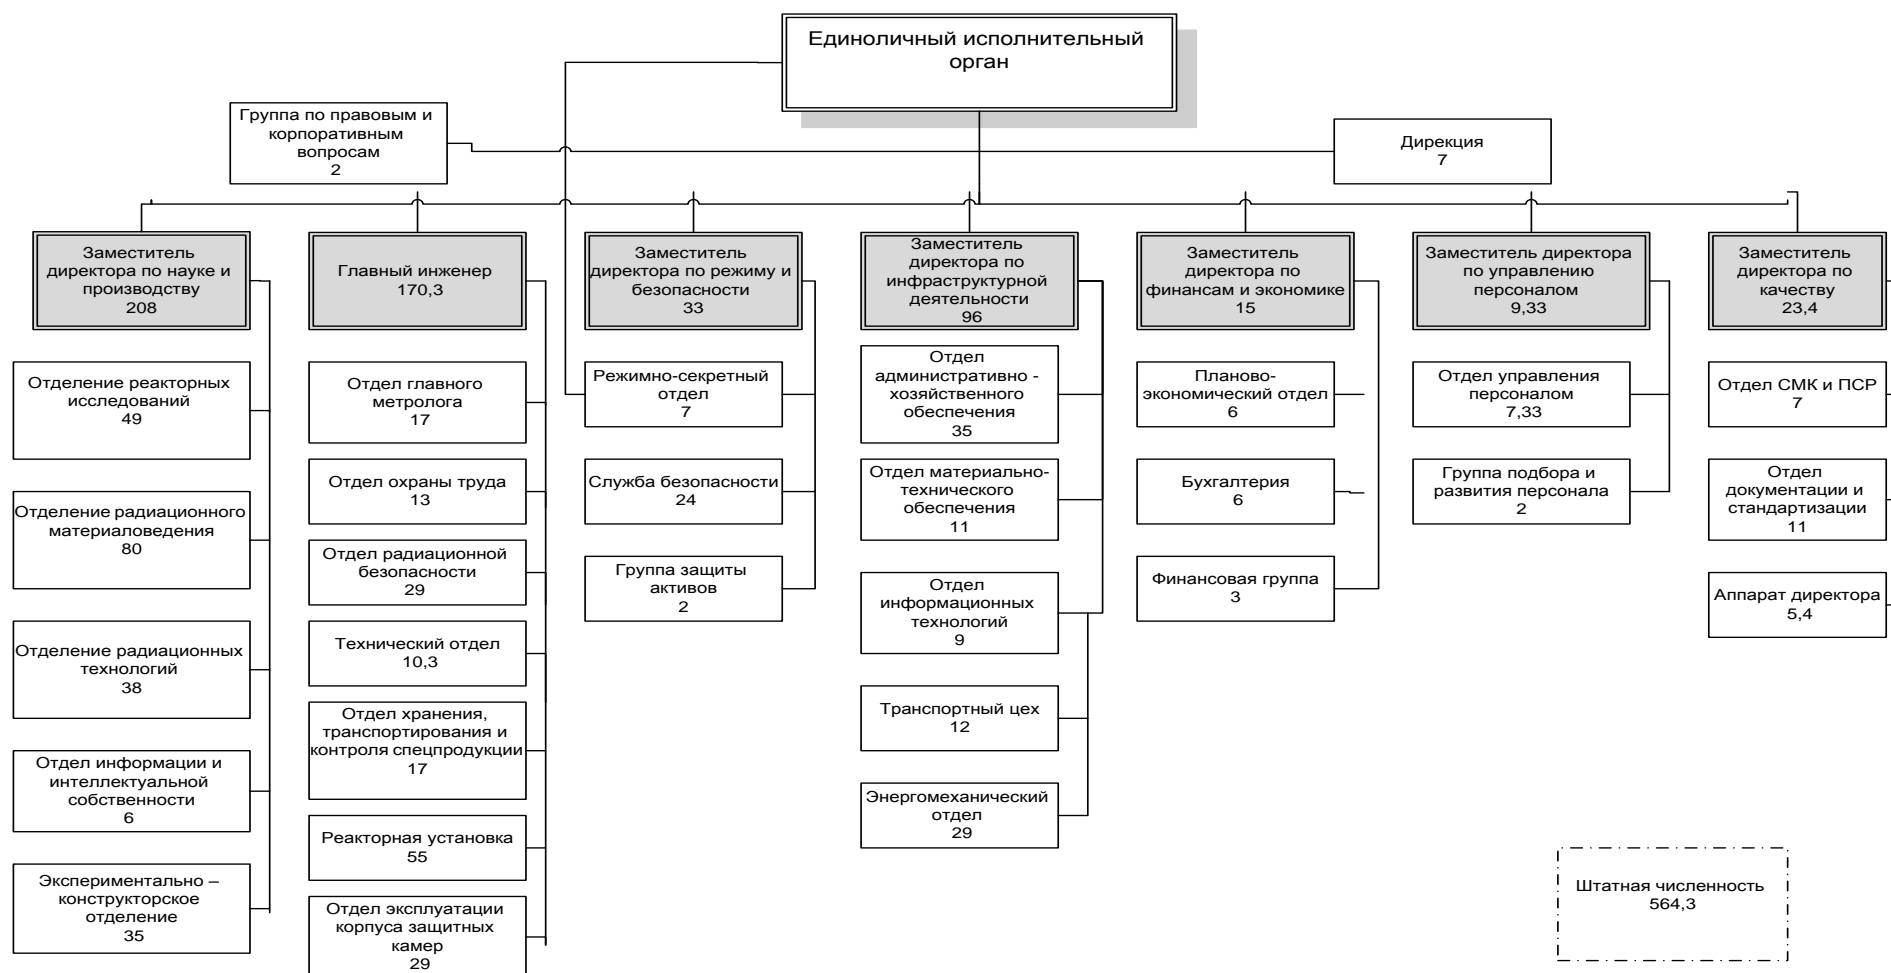 Единоличный исполнительный
орган
Группа по правовым и
корпоративным
вопросам
2
Дирекция
7
Заместитель
директора по науке и
производству
208
Главный инженер
170,3
Заместитель
директора по режиму и
безопасности
33
Заместитель
директора по
инфраструктурной
деятельности
96
Заместитель
директора по
финансам и экономике
15
Заместитель директора
по управлению
персоналом
9,33
Заместитель
директора по
качеству
23,4
Отделение реакторных
исследований
49
Отделение радиационного
материаловедения
80
Отделение радиационных
технологий
38
Отдел информации и
интеллектуальной
собственности
6
Экспериментально –
конструкторское
отделение
35
Отдел главного
метролога
17
Отдел охраны труда
13
Отдел радиационной
безопасности
29
Технический отдел
10,3
Отдел хранения,
транспортирования и
контроля спецпродукции
17
Реакторная установка
55
Отдел эксплуатации
корпуса защитных
камер
29
Режимно-секретный
отдел
7
Служба безопасности
24
Группа защиты
активов
2
Отдел
административно -
хозяйственного
обеспечения
35
Отдел материально-
технического
обеспечения
11
Отдел
информационных
технологий
9
Транспортный цех
12
Энергомеханический
отдел
29
Планово-
экономический отдел
6
Бухгалтерия
6
Финансовая группа
3
Отдел управления
персоналом
7,33
Группа подбора и
развития персонала
2
Отдел СМК и ПСР
7
Отдел
документации и
стандартизации
11
Аппарат директора
5,4
Штатная численность
564,3